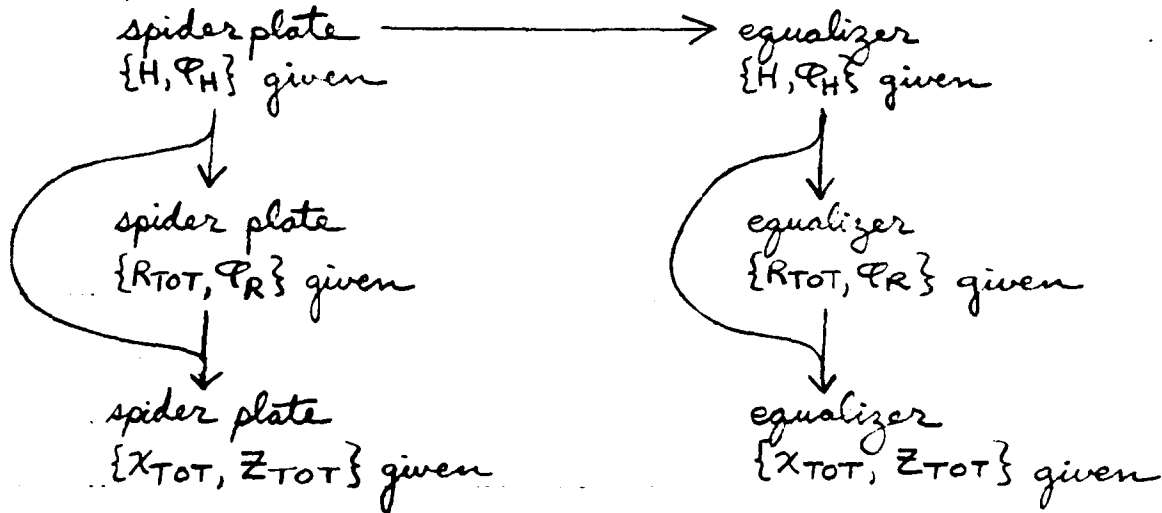 spider plate
{H, φH} given
equalizer
{H, φH} given
spider plate
{RTOT, φR} given
equalizer
{RTOT, φR} given
spider plate
{XTOT, ZTOT} given
equalizer
{XTOT, ZTOT} given